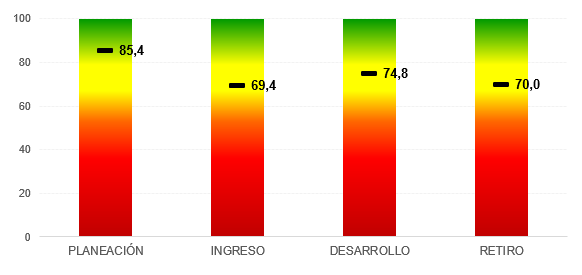 100
80
60
40
20
0
85,4
69,4
74,8
70,0
PLANEACIÓN
INGRESO
DESARROLLO
RETIRO